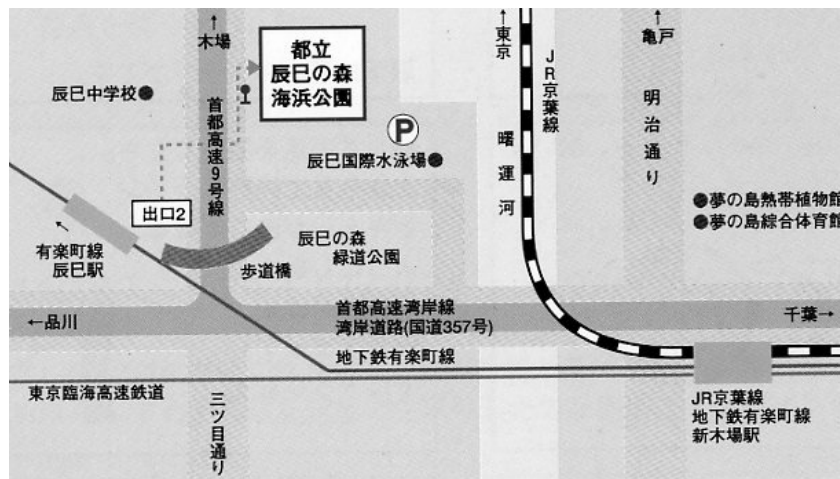 ↑
木場
都立
辰巳の森
海浜公園
↑
東京
JR京葉線
↑
亀戸
辰巳中学校
首都高速9号線
P
曙運河
明治通り
辰巳国際水泳場
夢の島熱帯植物館
夢の島綜合体育館
出口2
有楽町線
辰巳駅
歩道橋
辰巳の森
緑道公園
←品川
首都高速湾岸線
湾岸道路(国道357号)
千葉→
地下鉄有楽町線
東京臨海高速鉄道
三ツ目通り
JR京葉線
地下鉄有楽町線
新木場駅